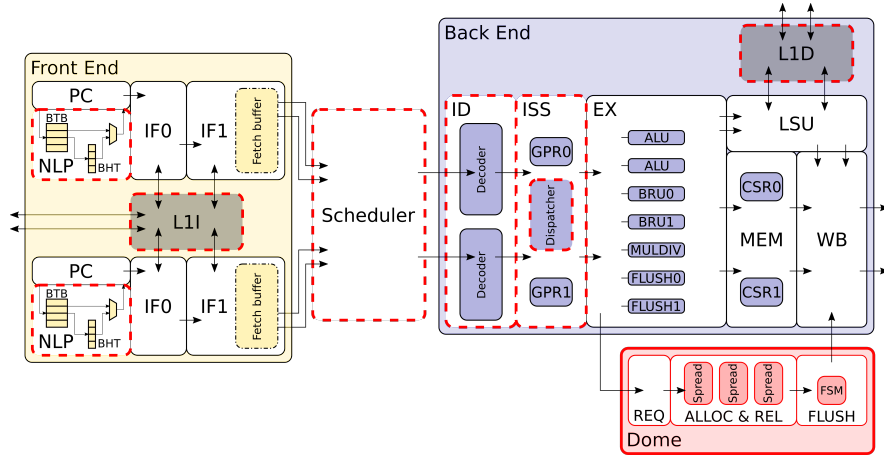 Front End
PC
BTB
NLP
BHT
IF0
IF1
Fetch buffer
L1I
PC
BTB
NLP
BHT
IF0
IF1
Fetch buffer
Scheduler
Back End
L1D
ID
Decoder
Decoder
ISS
GPR0
Dispatcher
GPR1
EX
ALU
ALU
BRU0
BRU1
MULDIV
FLUSH0
FLUSH1
LSU
CSR0
MEM
CSR1
WB
REQ
Spread
Spread
Spread
ALLOC & REL
FSM
FLUSH
Dome